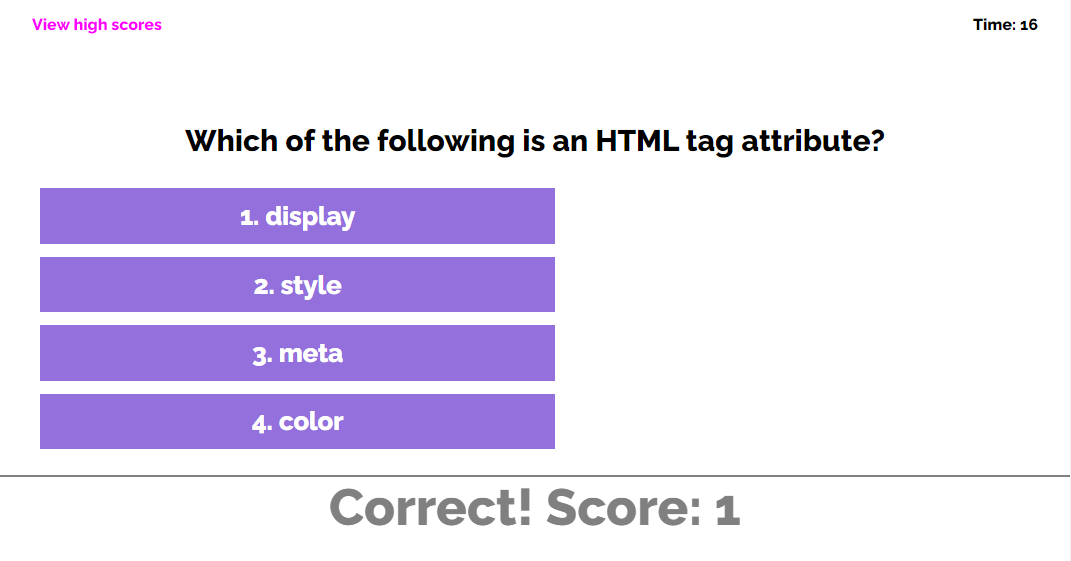 View high scores
Time: 16
Which of the following is an HTML tag attribute?
1. display
2. style
3. meta
4. color
Correct! Score: 1